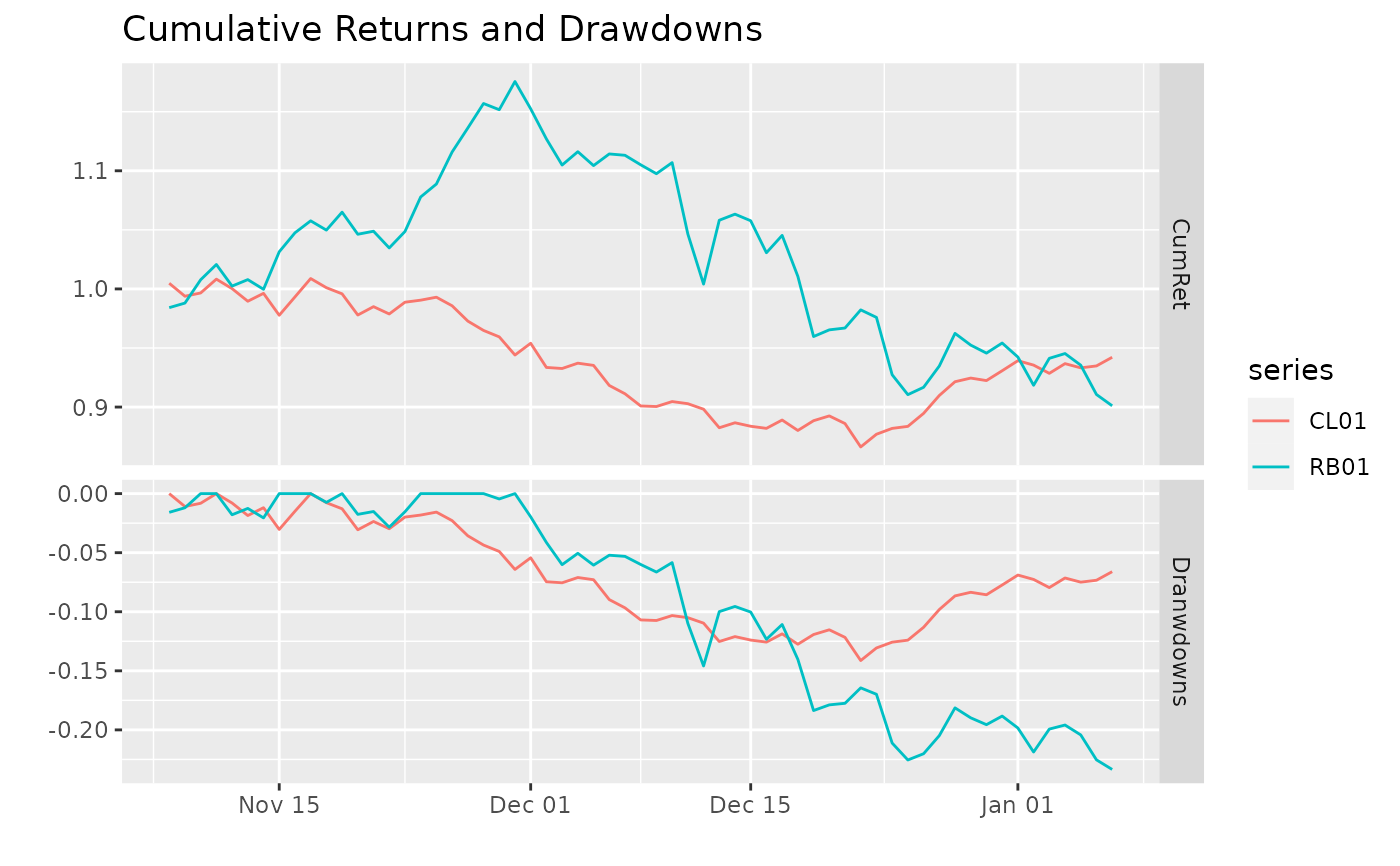 Cumulative Returns and Drawdowns
1.1
1.0
0.9
CumRet
0.00
-0.05
-0.10
-0.15
-0.20
Dranwdowns
Nov 15
Dec 01
Dec 15
Jan 01
series
CL01
RB01